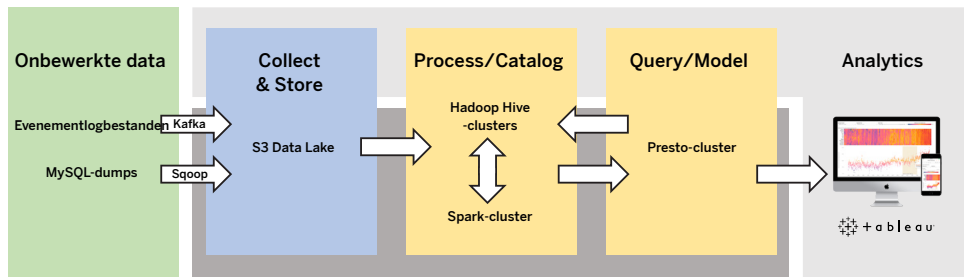 Onbewerkte data
Evenementlogbestanden
Kafka
MySQL-dumps
Sqoop
Collect
& Store
S3 Data Lake
Process/Catalog
Hadoop Hive
-clusters
Spark-cluster
Query/Model
Presto-cluster
Analytics
+ableau